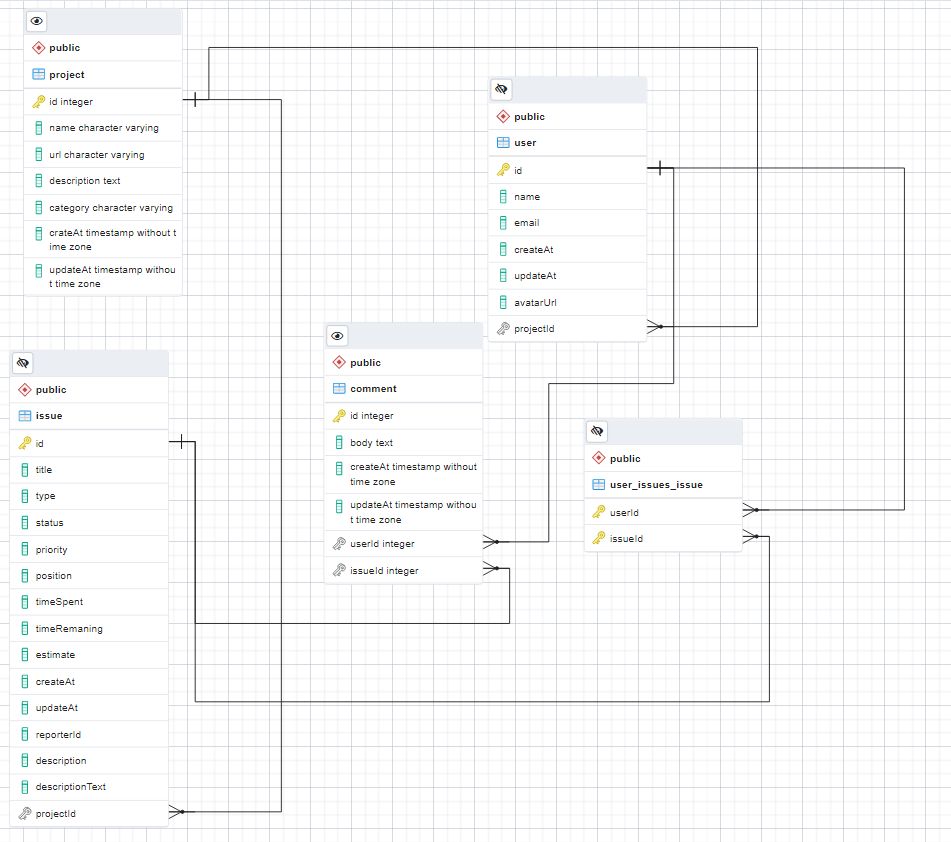 public
project
id integer
name character varying
url character varying
description text
category character varying
crateAt timestamp without t
ime zone
updateAt timestamp withou
t time zone
public
user
id
name
email
createAt
updateAt
avatarUrl
projectId
public
issue
id
title
type
status
priority
position
timeSpent
timeRemaning
estimate
createAt
updateAt
reporterId
description
descriptionText
projectId
public
comment
id integer
body text
createAt timestamp without
time zone
updateAt timestamp withou
t time zone
userId integer
issueId integer
public
user_issues_issue
userId
issueId